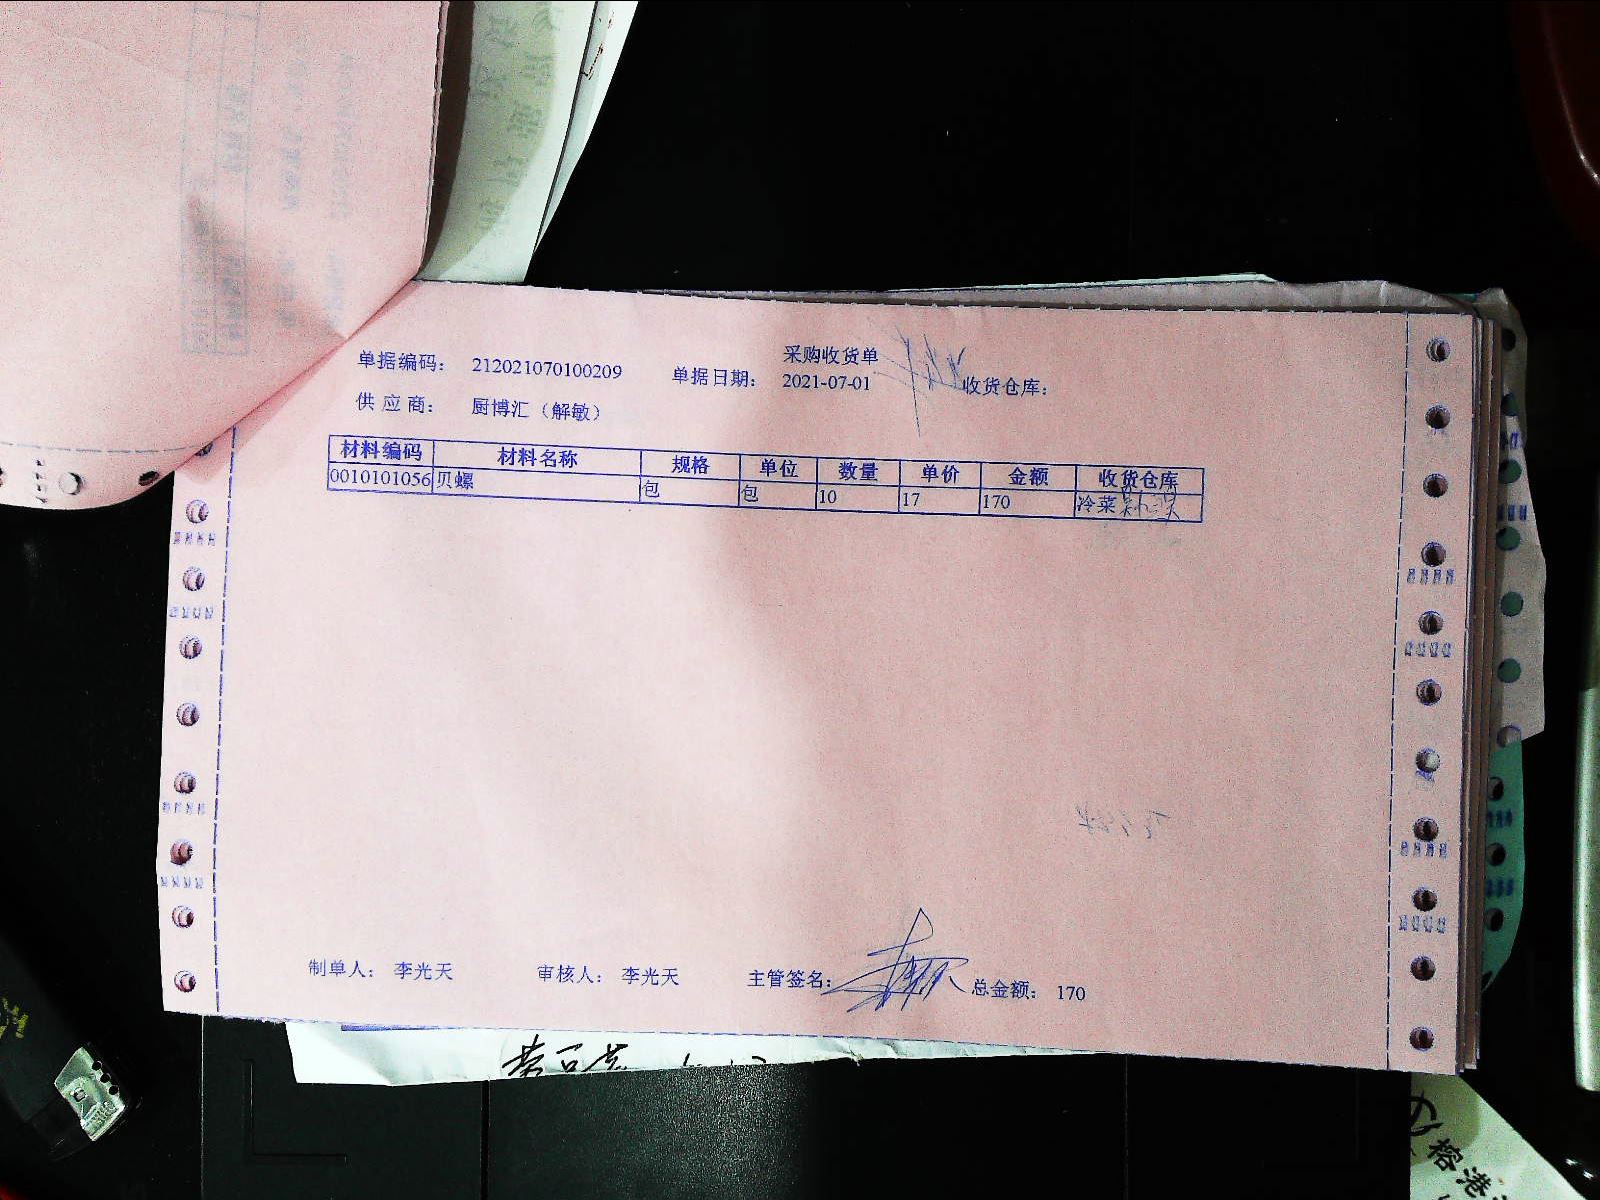 采购收货单
单据编码： 212021070100209 单据日期： 2021-07-01 收货仓库：
供 应 商： 厨博汇（解敏）
材料编码 材料名称 规格 单位 数量 单价 金额 收货仓库
0010101056 贝螺 包 包 10 17 170 冷菜
制单人： 李光天 审核人： 李光天 主管签名： 总金额： 170
榕港